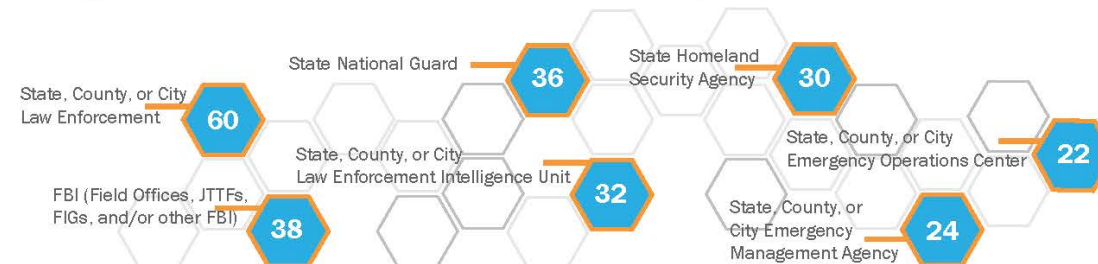 State, County, or City
Law Enforcement
60
FBI (Field Offices, JTTFs,
FIGs, and/or other FBI)
38
State National Guard
36
State, County, or City
Law Enforcement Intelligence Unit
32
State Homeland
Security Agency
30
State, County, or
City Emergency
Management Agency
24
State, County, or City
Emergency Operations Center
22